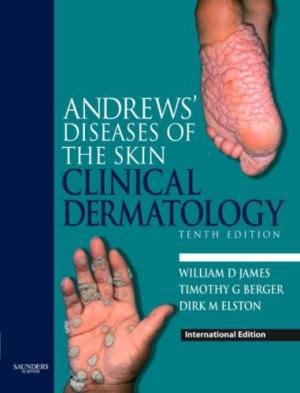 ANDREWS'
DISEASES OF
THE SKIN
CLINICAL
DERMATOLOGY
TENTH EDITION
WILLIAM D JAMES
TIMOTHY G BERGER
DIRK M ELSTON
International Edition
SAUNDERS
ELSEVIER